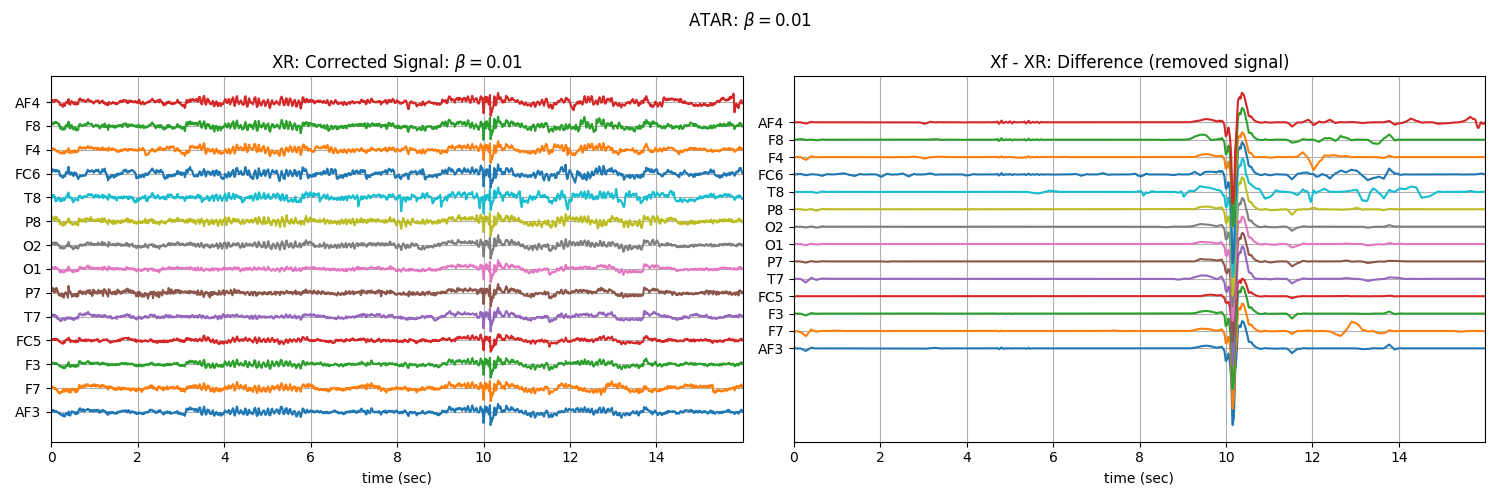 ATAR: β = 0.01
XR: Corrected Signal: β = 0.01
AF4
F8
F4
FC6
T8
P8
O2
O1
P7
T7
FC5
F3
F7
AF3
0 2 4 6 8 10 12 14
time (sec)
Xf - XR: Difference (removed signal)
AF4
F8
F4
FC6
T8
P8
O2
O1
P7
T7
FC5
F3
F7
AF3
0 2 4 6 8 10 12 14
time (sec)